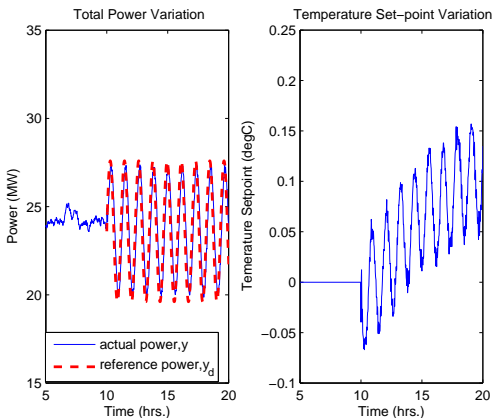 Total Power Variation
35
30
25
20
15
Power (MW)
5
10
15
20
Time (hrs.)
actual power,y
reference power,y_d
Temperature Set-point Variation
0.25
0.2
0.15
0.1
0.05
0
-0.05
-0.1
Temerature Setpoint (degC)
5
10
15
20
Time (hrs.)